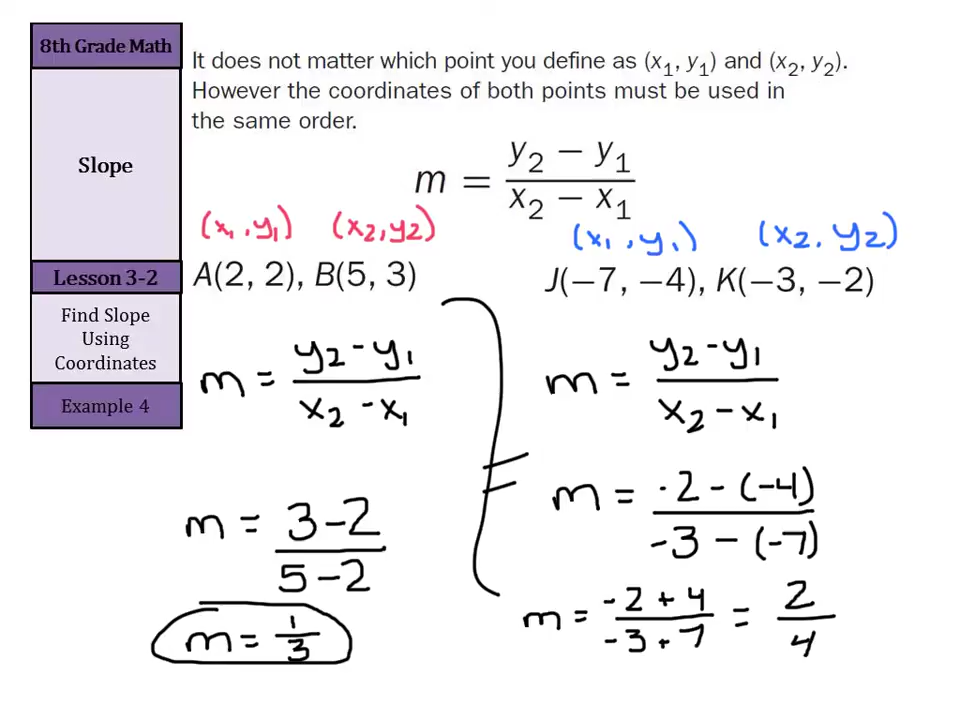 8th Grade Math
Slope
Lesson 3-2
Find Slope
Using
Coordinates
Example 4
It does not matter which point you define as (x₁, y₁) and (x₂, y₂).
However the coordinates of both points must be used in
the same order.
m = (y₂ − y₁)/(x₂ − x₁)
(x₁, y₁) (x₂, y₂)
A(2, 2), B(5, 3)
m = (y₂ - y₁)/(x₂ - x₁)
m = (3 - 2)/(5 - 2)
m = 1/3
(x₁, y₁) (x₂, y₂)
J(−7, −4), K(−3, −2)
m = (y₂ - y₁)/(x₂ - x₁)
m = (-2 - (-4))/(-3 - (-7))
m = (-2 + 4)/(-3 + 7) = 2/4